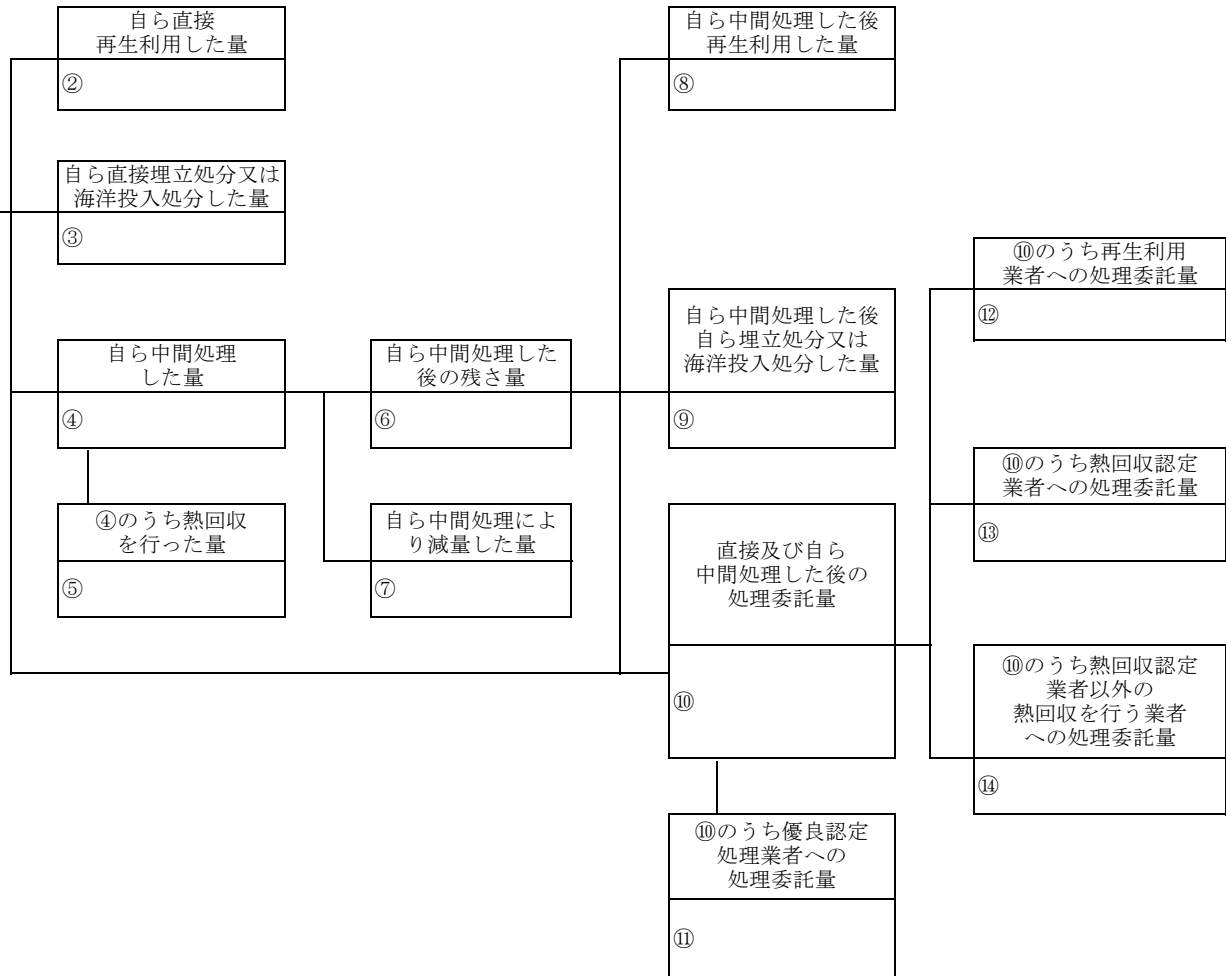 自ら直接
再生利用した量
②
自ら中間処理した後
再生利用した量
⑧
自ら直接埋立処分又は
海洋投入処分した量
③
⑩のうち再生利用
業者への処理委託量
⑫
自ら中間処理した後
自ら埋立処分又は
海洋投入処分した量
⑨
自ら中間処理
した量
④
自ら中間処理した
後の残さ量
⑥
⑩のうち熱回収認定
業者への処理委託量
⑬
④のうち熱回収
を行った量
⑤
自ら中間処理によ
り減量した量
⑦
直接及び自ら
中間処理した後の
処理委託量
⑩
⑩のうち熱回収認定
業者以外の
熱回収を行う業者
への処理委託量
⑭
⑩のうち優良認定
処理業者への
処理委託量
⑪